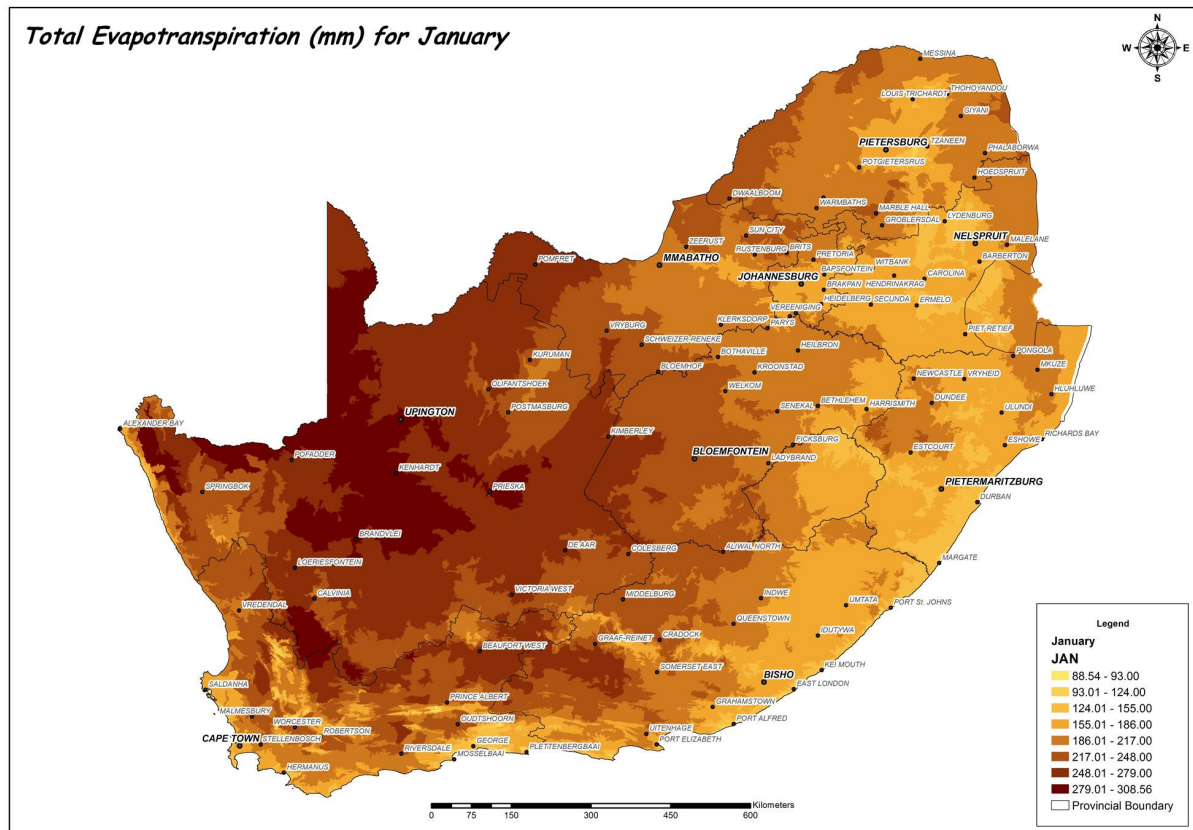 Total Evapotranspiration (mm) for January
N
W E
S
MESSINA
LOUIS TRICHARDT
THOHOYANDOU
GIYANI
PIETERSBURG
TZANEEN
PHALABORWA
POTGIETERSRUS
HOEDSPRUIT
DWAALBOOM
WARMBATHS
MARBLE HALL
GROBLERSDAL
LYDENBURG
SUN CITY
ZEERUST
RUSTENBURG
BRITS
PRETORIA
NELSPRUIT
MALELANE
POMFRET
MMABATHO
BARBERTON
WITBANK
BAPSFONTEIN
JOHANNESBURG
CAROLINA
BRAKPAN
HENDRINAKRAG
HEIDELBERG
SECUNDA
ERMELO
VEREENIGING
KLERKSDORP
PARYS
VRYBURG
PIET RETIEF
SCHWEIZER-RENEKE
HEILBRON
BOTHAVILLE
PONGOLA
KURUMAN
BLOEMHOF
KROONSTAD
MKUZE
NEWCASTLE
VRYHEID
OLIFANTSHOEK
WELKOM
HLUHLUWE
BETHLEHEM
DUNDEE
POSTMASBURG
SENEKAL
HARRISMITH
ULUNDI
UPINGTON
ALEXANDER BAY
KIMBERLEY
RICHARDS BAY
FICKSBURG
ESHOWE
ESTCOURT
POFADDER
BLOEMFONTEIN
LADYBRAND
KENHARDT
SPRINGBOK
PRIESKA
PIETERMARITZBURG
DURBAN
BRANDVLEI
DE AAR
COLESBERG
ALIWAL NORTH
LOERIESFONTEIN
MARGATE
VICTORIA WEST
MIDDELBURG
INDWE
CALVINIA
VREDENDAL
UMTATA
PORT St. JOHNS
QUEENSTOWN
IDUTYWA
GRAAF-REINET
CRADOCK
BEAUFORT WEST
SOMERSET EAST
KEI MOUTH
BISHO
EAST LONDON
SALDANHA
PRINCE ALBERT
GRAHAMSTOWN
MALMESBURY
PORT ALFRED
WORCESTER
OUDTSHOORN
ROBERTSON
UITENHAGE
CAPE TOWN
STELLENBOSCH
GEORGE
PORT ELIZABETH
RIVERSDALE
PLETTENBERGBAAI
MOSSELBAAI
HERMANUS
Kilometers
0 75 150 300 450 600
Legend
January
JAN
88.54 - 93.00
93.01 - 124.00
124.01 - 155.00
155.01 - 186.00
186.01 - 217.00
217.01 - 248.00
248.01 - 279.00
279.01 - 308.56
Provincial Boundary